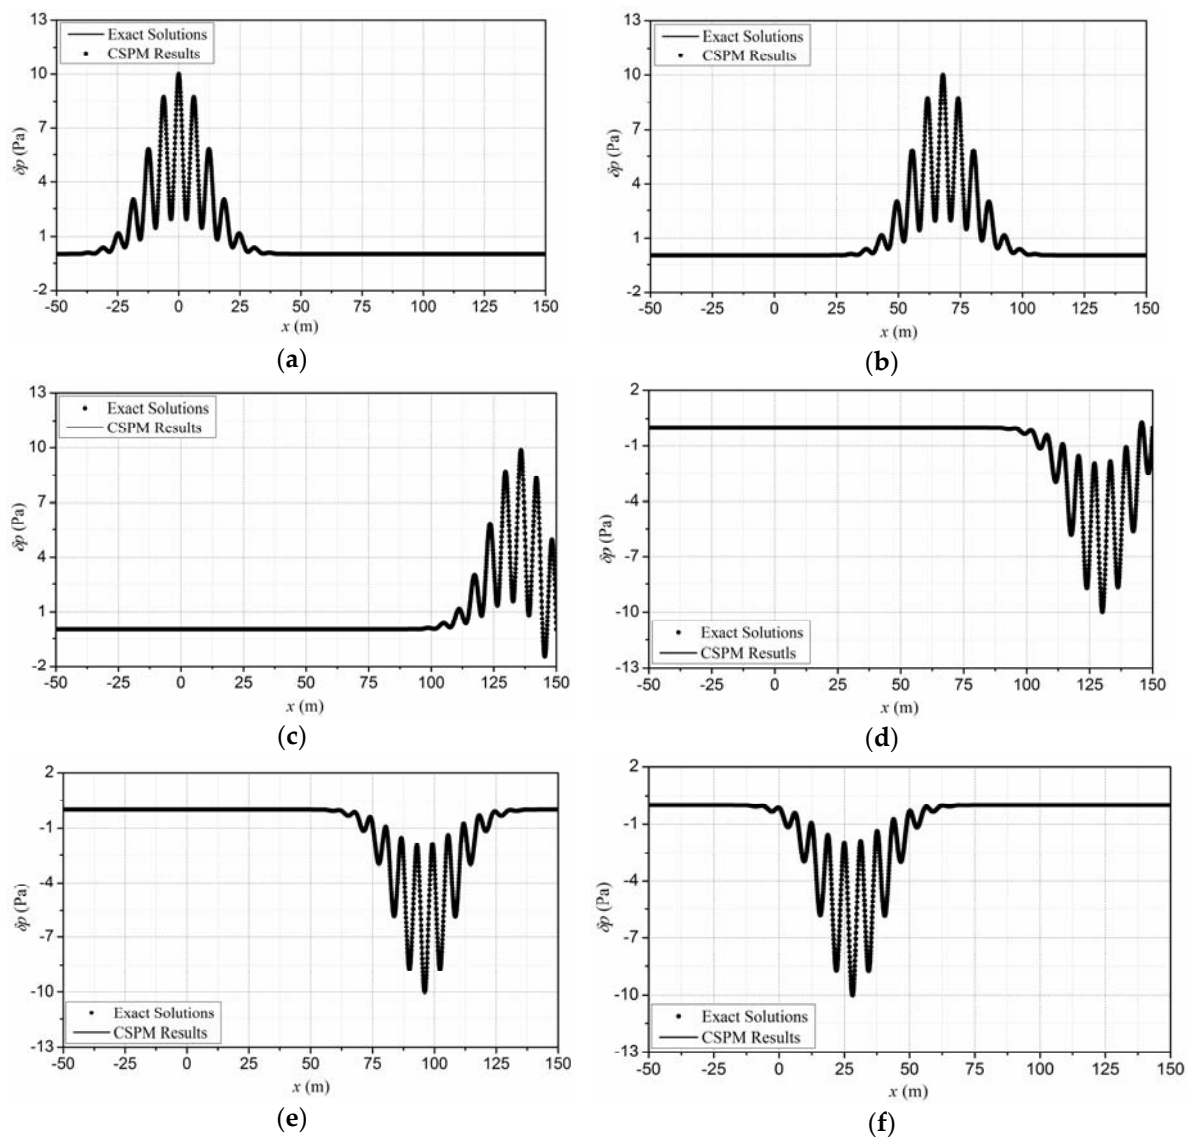 13
10
7
4
1
-2
δp (Pa)
Exact Solutions
CSPM Results
-50 -25 0 25 50 75 100 125 150
x (m)
(a)
13
10
7
4
1
-2
δp (Pa)
Exact Solutions
CSPM Results
-50 -25 0 25 50 75 100 125 150
x (m)
(b)
13
10
7
4
1
-2
δp (Pa)
Exact Solutions
CSPM Results
-50 -25 0 25 50 75 100 125 150
x (m)
(c)
2
-1
-4
-7
-10
-13
δp (Pa)
Exact Solutions
CSPM Resutls
-50 -25 0 25 50 75 100 125 150
x (m)
(d)
2
-1
-4
-7
-10
-13
δp (Pa)
Exact Solutions
CSPM Results
-50 -25 0 25 50 75 100 125 150
x (m)
(e)
2
-1
-4
-7
-10
-13
δp (Pa)
Exact Solutions
CSPM Results
-50 -25 0 25 50 75 100 125 150
x (m)
(f)